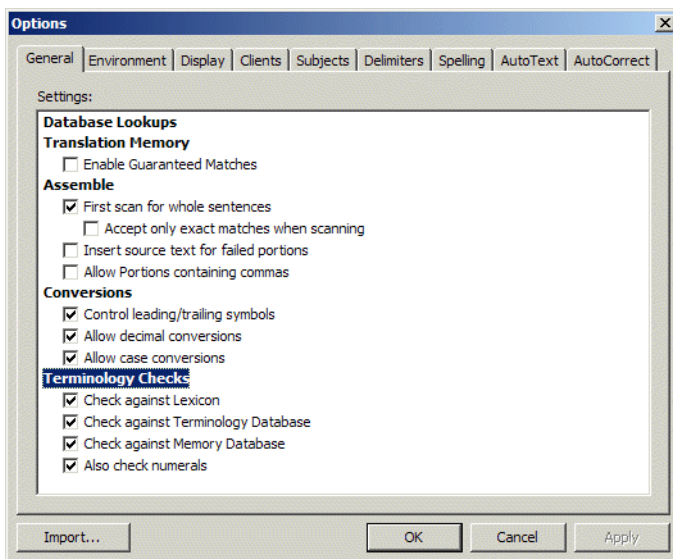 Options
General Environment Display Clients Subjects Delimiters Spelling AutoText AutoCorrect
Settings:
Database Lookups
Translation Memory
Enable Guaranteed Matches
Assemble
First scan for whole sentences
Accept only exact matches when scanning
Insert source text for failed portions
Allow Portions containing commas
Conversions
Control leading/trailing symbols
Allow decimal conversions
Allow case conversions
Terminology Checks
Check against Lexicon
Check against Terminology Database
Check against Memory Database
Also check numerals
Import... OK Cancel Apply